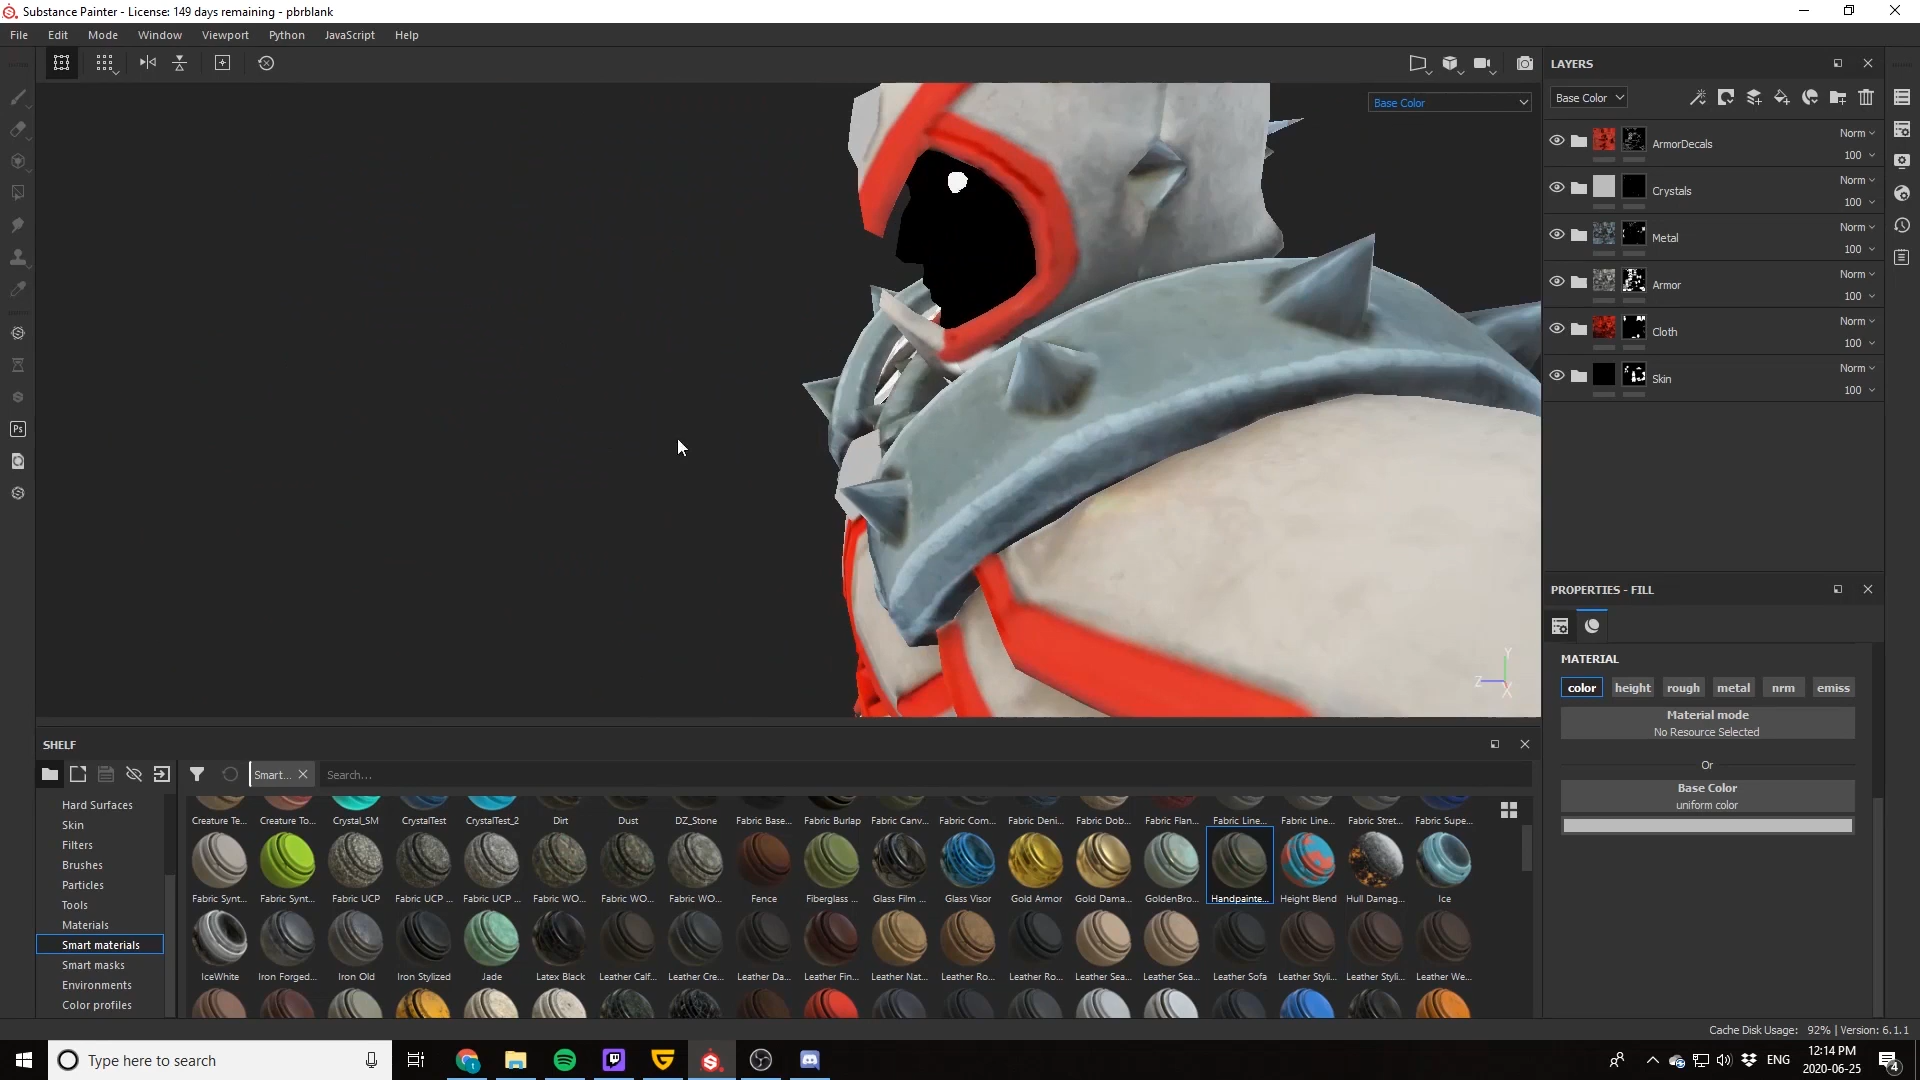 Substance Painter - License: 149 days remaining - pbrblank
File Edit Mode Window Viewport Python JavaScript Help
Base Color
LAYERS
Base Color
ArmorDecals Norm 100
Crystals Norm 100
Metal Norm 100
Armor Norm 100
Cloth Norm 100
Skin Norm 100
Y
Z
X
PROPERTIES - FILL
MATERIAL
color height rough metal nrm emiss
Material mode
No Resource Selected
Or
Base Color
uniform color
Ps
SHELF
Smart... Search...
Hard Surfaces
Skin
Filters
Brushes
Particles
Tools
Materials
Smart materials
Smart masks
Environments
Color profiles
Creature Te... Creature To... Crystal_SM CrystalTest CrystalTest_2 Dirt Dust DZ_Stone Fabric Base... Fabric Burlap Fabric Canv... Fabric Com... Fabric Deni... Fabric Dob... Fabric Flan... Fabric Line... Fabric Line... Fabric Stret... Fabric Supe...
Fabric Synt... Fabric Synt... Fabric UCP Fabric UCP ... Fabric UCP ... Fabric WO... Fabric WO... Fabric WO... Fence Fiberglass ... Glass Film ... Glass Visor Gold Armor Gold Dama... GoldenBro... Handpainte... Height Blend Hull Damag... Ice
IceWhite Iron Forged... Iron Old Iron Stylized Jade Latex Black Leather Calf... Leather Cre... Leather Da... Leather Fin... Leather Nat... Leather Ro... Leather Ro... Leather Sea... Leather Sea... Leather Sofa Leather Styli... Leather Styli... Leather We...
Cache Disk Usage: 92% | Version: 6.1.1
Type here to search
ENG
12:14 PM
2020-06-25
4